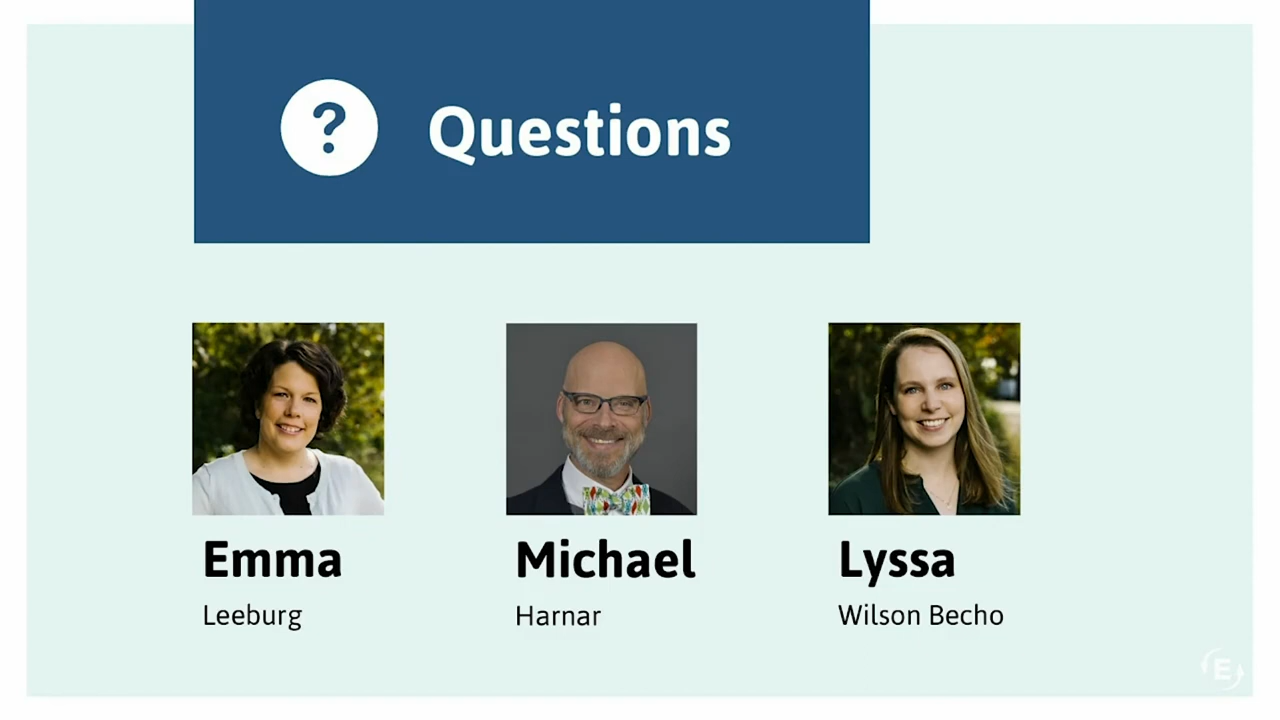 ?
Questions
Emma
Leeburg
Michael
Harnar
Lyssa
Wilson Becho
E